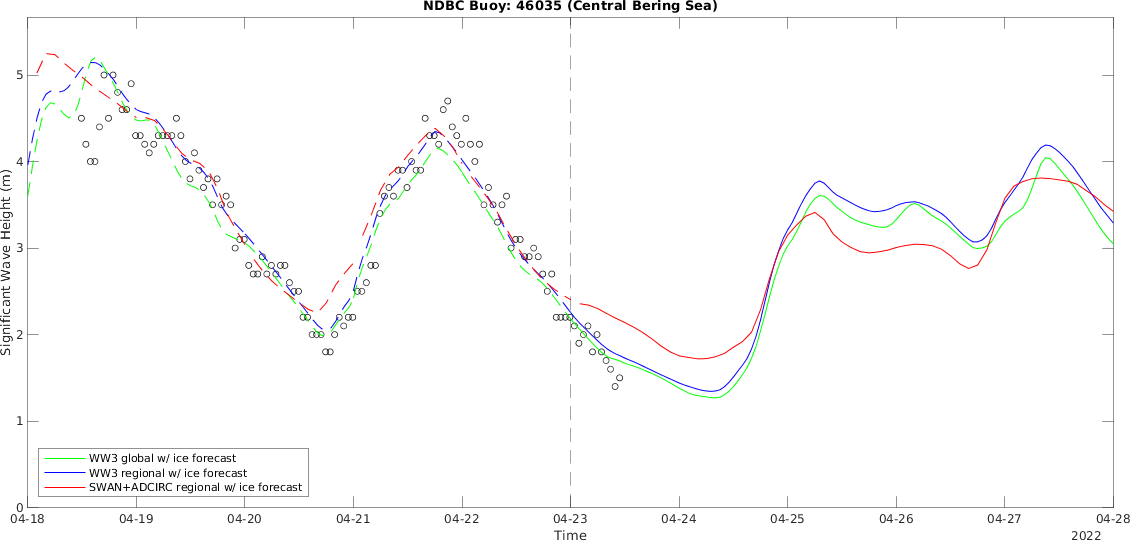 NDBC Buoy: 46035 (Central Bering Sea)
Significant Wave Height (m)
5
4
3
2
1
0
WW3 global w/ ice forecast
WW3 regional w/ ice forecast
SWAN+ADCIRC regional w/ ice forecast
04-18 04-19 04-20 04-21 04-22 04-23 04-24 04-25 04-26 04-27 04-28
Time
2022